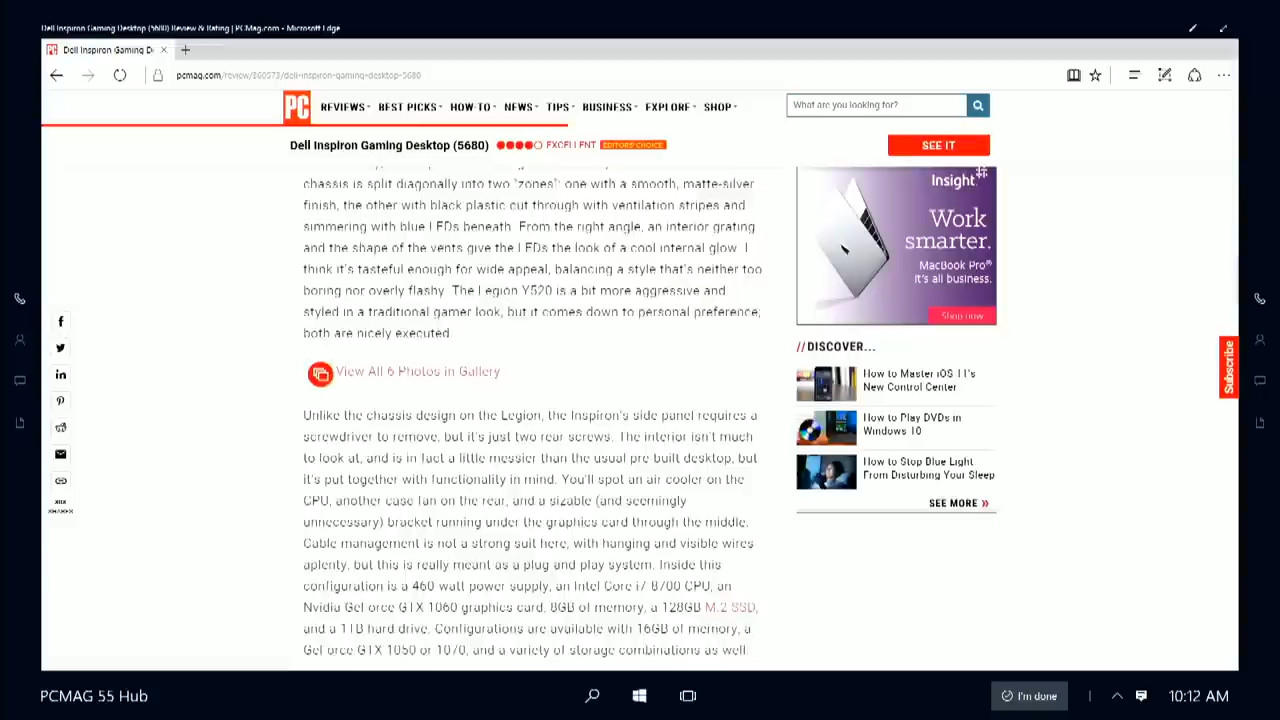 Dell Inspiron Gaming Desktop (5680) Review & Rating | PCMag.com - Microsoft Edge
PC Dell Inspiron Gaming D
pcmag.com/review/360573/dell-inspiron-gaming-desktop-5680
PC REVIEWS BEST PICKS HOW-TO NEWS TIPS BUSINESS EXPLORE SHOP
What are you looking for?
Dell Inspiron Gaming Desktop (5680) EXCELLENT EDITORS' CHOICE
SEE IT
chassis is split diagonally into two "zones": one with a smooth, matte-silver
finish, the other with black plastic cut through with ventilation stripes and
simmering with blue LEDs beneath. From the right angle, an interior grating
and the shape of the vents give the LEDs the look of a cool internal glow. I
think it's tasteful enough for wide appeal, balancing a style that's neither too
boring nor overly flashy. The Legion Y520 is a bit more aggressive and
styled in a traditional gamer look, but it comes down to personal preference;
both are nicely executed.
View All 6 Photos in Gallery
Unlike the chassis design on the Legion, the Inspiron's side panel requires a
screwdriver to remove, but it's just two rear screws. The interior isn't much
to look at, and is in fact a little messier than the usual pre built desktop, but
it's put together with functionality in mind. You'll spot an air cooler on the
CPU, another case fan on the rear, and a sizable (and seemingly
unnecessary) bracket running under the graphics card through the middle.
Cable management is not a strong suit here, with hanging and visible wires
aplenty, but this is really meant as a plug and play system. Inside this
configuration is a 460 watt power supply, an Intel Core i7 8700 CPU, an
Nvidia GeForce GTX 1060 graphics card, 8GB of memory, a 128GB M.2 SSD,
and a 1TB hard drive. Configurations are available with 16GB of memory, a
GeForce GTX 1050 or 1070, and a variety of storage combinations as well.
SHARES
Insight
Work
smarter.
MacBook Pro®
It's all business.
Shop now
//DISCOVER...
How to Master iOS 11's
New Control Center
How to Play DVDs in
Windows 10
How to Stop Blue Light
From Disturbing Your Sleep
SEE MORE »
Subscribe
PCMAG 55 Hub
I'm done
10:12 AM